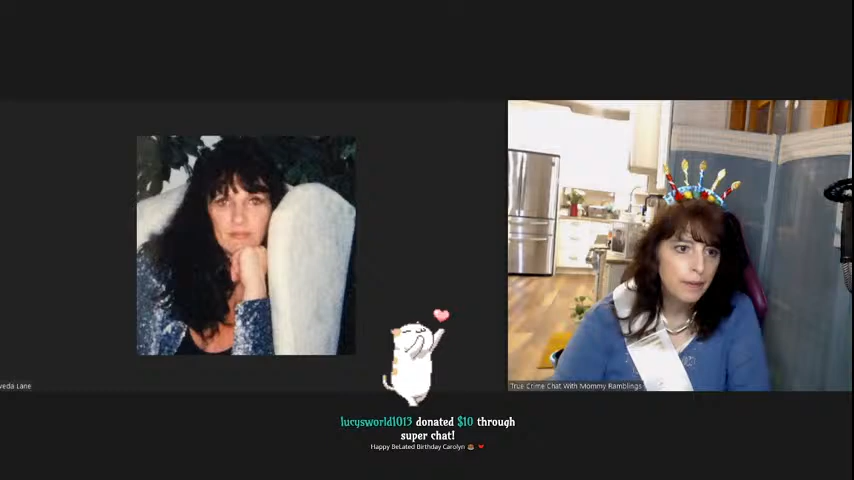 veda Lane
True Crime Chat With Mommy Ramblings
lucysworld1013 donated $10 through
super chat!
Happy BeLated Birthday Carolyn 🎂 ❤️